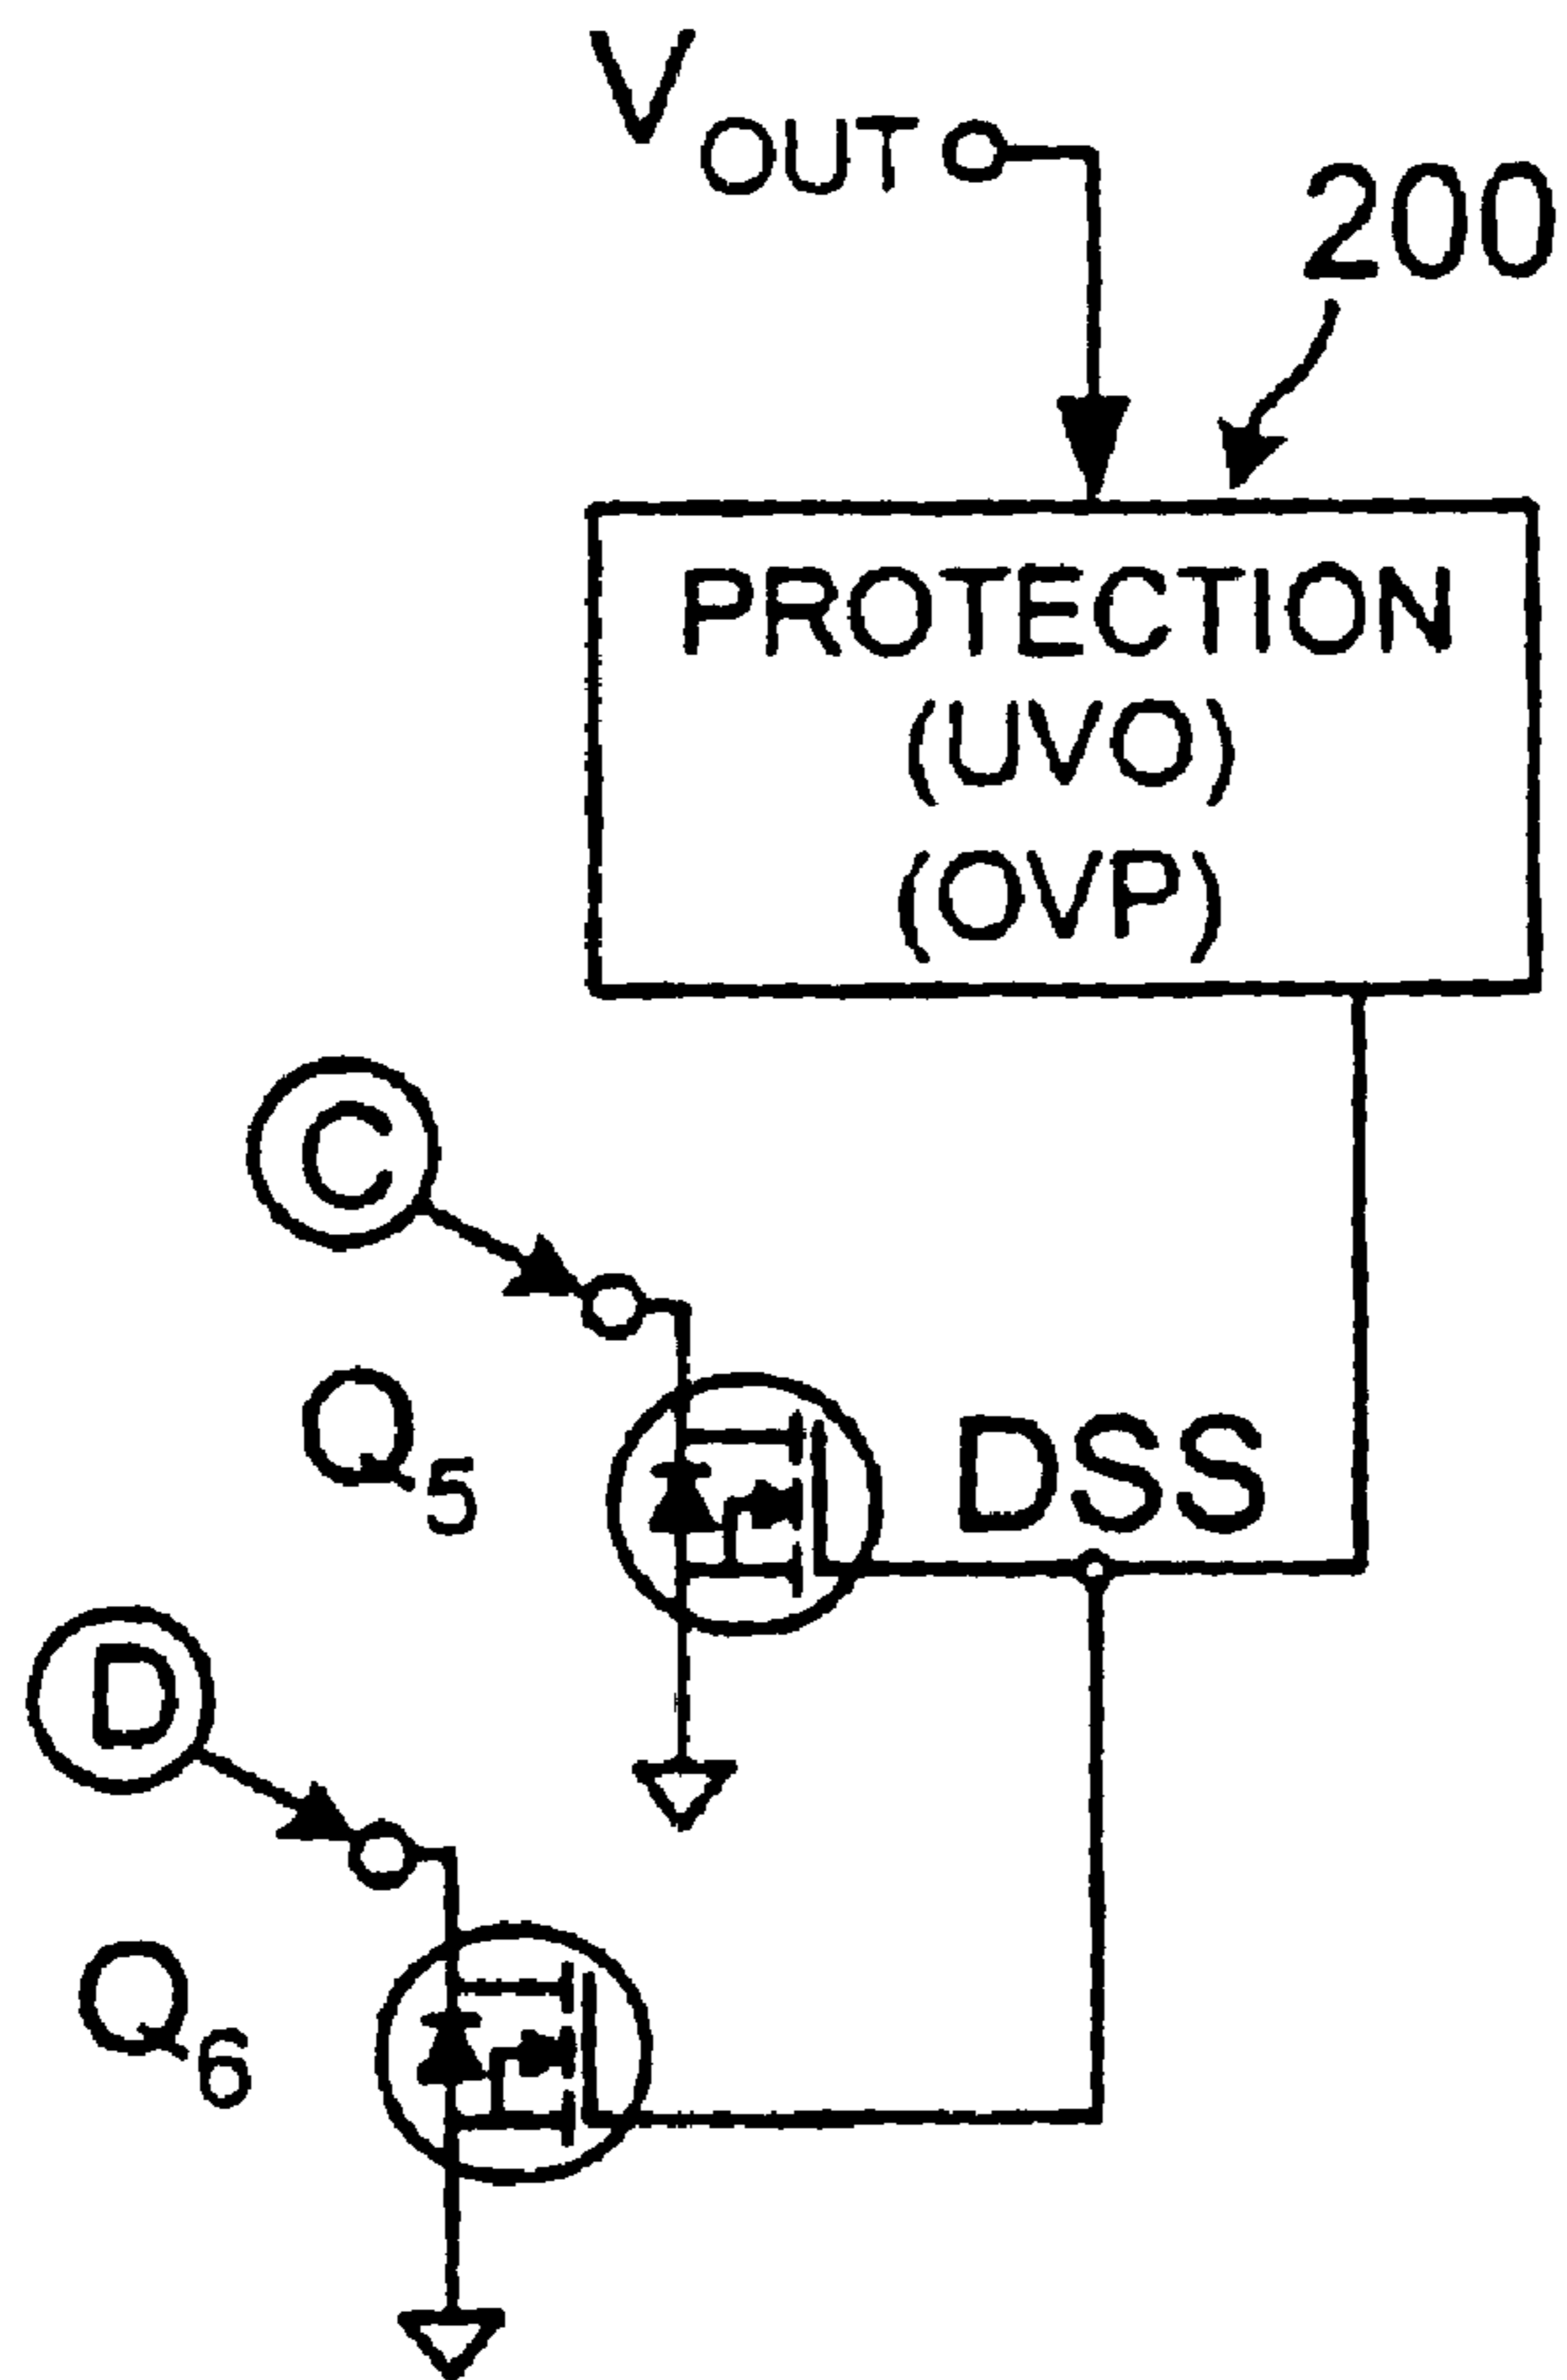 VOUT
200
PROTECTION
(UVO)
(OVP)
C
Q5
DSS
D
Q6